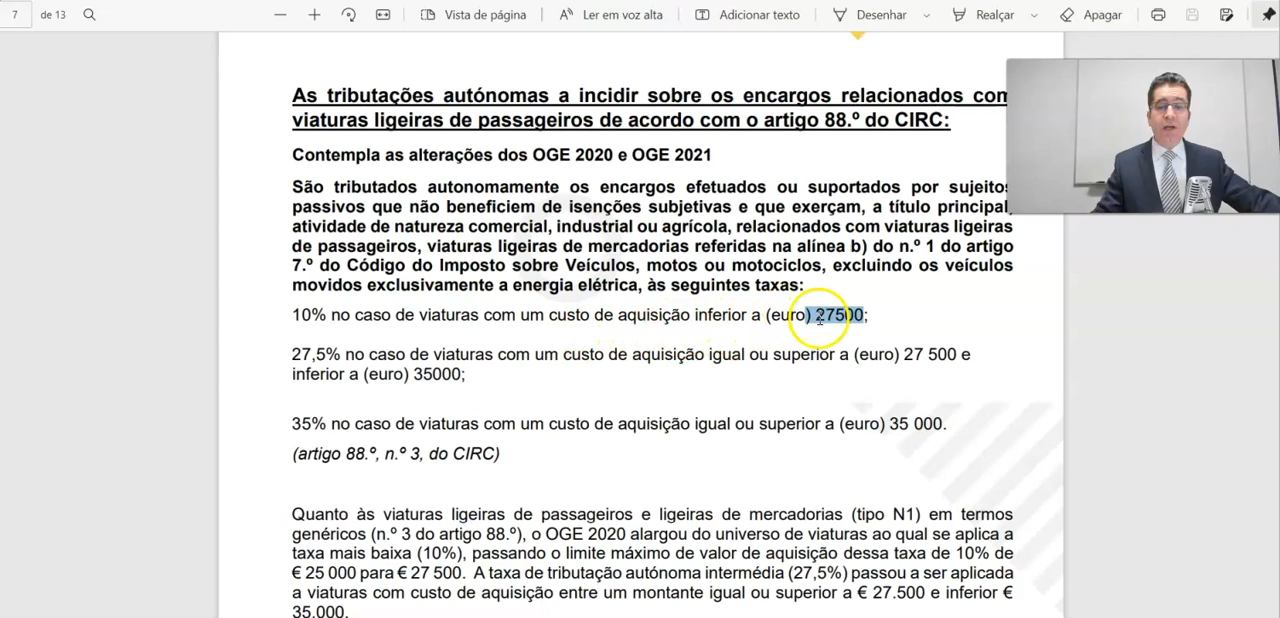 7 de 13 Vista de página Ler em voz alta Adicionar texto Desenhar Realçar Apagar
As tributações autónomas a incidir sobre os encargos relacionados com
viaturas ligeiras de passageiros de acordo com o artigo 88.º do CIRC:
Contempla as alterações dos OGE 2020 e OGE 2021
São tributados autonomamente os encargos efetuados ou suportados por sujeitos
passivos que não beneficiem de isenções subjetivas e que exerçam, a título principal,
atividade de natureza comercial, industrial ou agrícola, relacionados com viaturas ligeiras
de passageiros, viaturas ligeiras de mercadorias referidas na alínea b) do n.º 1 do artigo
7.º do Código do Imposto sobre Veículos, motos ou motociclos, excluindo os veículos
movidos exclusivamente a energia elétrica, às seguintes taxas:
10% no caso de viaturas com um custo de aquisição inferior a (euro) 27500;
27,5% no caso de viaturas com um custo de aquisição igual ou superior a (euro) 27 500 e
inferior a (euro) 35000;
35% no caso de viaturas com um custo de aquisição igual ou superior a (euro) 35 000.
(artigo 88.º, n.º 3, do CIRC)
Quanto às viaturas ligeiras de passageiros e ligeiras de mercadorias (tipo N1) em termos
genéricos (n.º 3 do artigo 88.º), o OGE 2020 alargou do universo de viaturas ao qual se aplica a
taxa mais baixa (10%), passando o limite máximo de valor de aquisição dessa taxa de 10% de
€ 25 000 para € 27 500. A taxa de tributação autónoma intermédia (27,5%) passou a ser aplicada
a viaturas com custo de aquisição entre um montante igual ou superior a € 27.500 e inferior €
35.000.